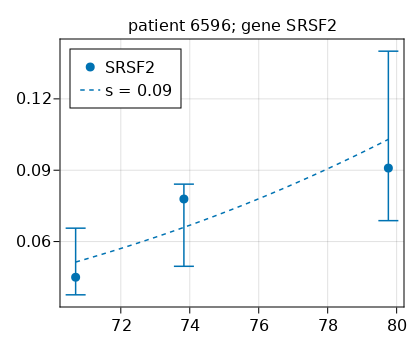 patient 6596; gene SRSF2
SRSF2
s = 0.09
0.12
0.09
0.06
72 74 76 78 80